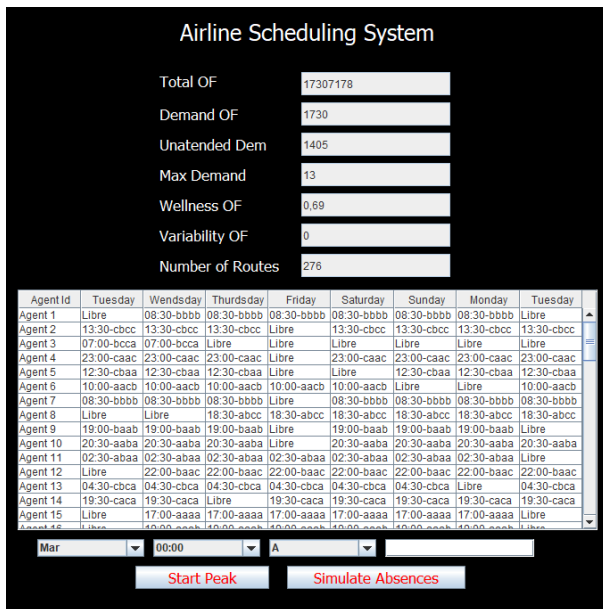 Airline Scheduling System
Total OF 17307178
Demand OF 1730
Unatended Dem 1405
Max Demand 13
Wellness OF 0,69
Variability OF 0
Number of Routes 276
Agent Id Tuesday Wendsday Thurdsday Friday Saturday Sunday Monday Tuesday
Agent 1 Libre 08:30-bbbb 08:30-bbbb 08:30-bbbb 08:30-bbbb 08:30-bbbb 08:30-bbbb Libre
Agent 2 13:30-cbcc 13:30-cbcc 13:30-cbcc Libre 13:30-cbcc 13:30-cbcc 13:30-cbcc 13:30-cbcc
Agent 3 07:00-bcca 07:00-bcca Libre Libre Libre Libre Libre Libre
Agent 4 23:00-caac 23:00-caac 23:00-caac Libre 23:00-caac 23:00-caac 23:00-caac 23:00-caac
Agent 5 12:30-cbaa 12:30-cbaa 12:30-cbaa Libre Libre 12:30-cbaa 12:30-cbaa 12:30-cbaa
Agent 6 10:00-aacb 10:00-aacb 10:00-aacb 10:00-aacb 10:00-aacb Libre Libre 10:00-aacb
Agent 7 08:30-bbbb 08:30-bbbb 08:30-bbbb Libre 08:30-bbbb 08:30-bbbb 08:30-bbbb 08:30-bbbb
Agent 8 Libre Libre 18:30-abcc 18:30-abcc 18:30-abcc 18:30-abcc 18:30-abcc 18:30-abcc
Agent 9 19:00-baab 19:00-baab 19:00-baab Libre 19:00-baab 19:00-baab Libre 19:00-baab
Agent 10 20:30-aaba 20:30-aaba 20:30-aaba Libre 20:30-aaba 20:30-aaba 20:30-aaba 20:30-aaba
Agent 11 02:30-abaa 02:30-abaa 02:30-abaa 02:30-abaa 02:30-abaa 02:30-abaa Libre 02:30-abaa
Agent 12 Libre 22:00-baac 22:00-baac 22:00-baac 22:00-baac 22:00-baac 22:00-baac 22:00-baac
Agent 13 04:30-cbca 04:30-cbca 04:30-cbca 04:30-cbca 04:30-cbca 04:30-cbca Libre 04:30-cbca
Agent 14 19:30-caca 19:30-caca Libre 19:30-caca 19:30-caca 19:30-caca 19:30-caca 19:30-caca
Agent 15 Libre 17:00-aaaa 17:00-aaaa 17:00-aaaa 17:00-aaaa 17:00-aaaa 17:00-aaaa Libre
Mar 00:00 A
Start Peak Simulate Absences